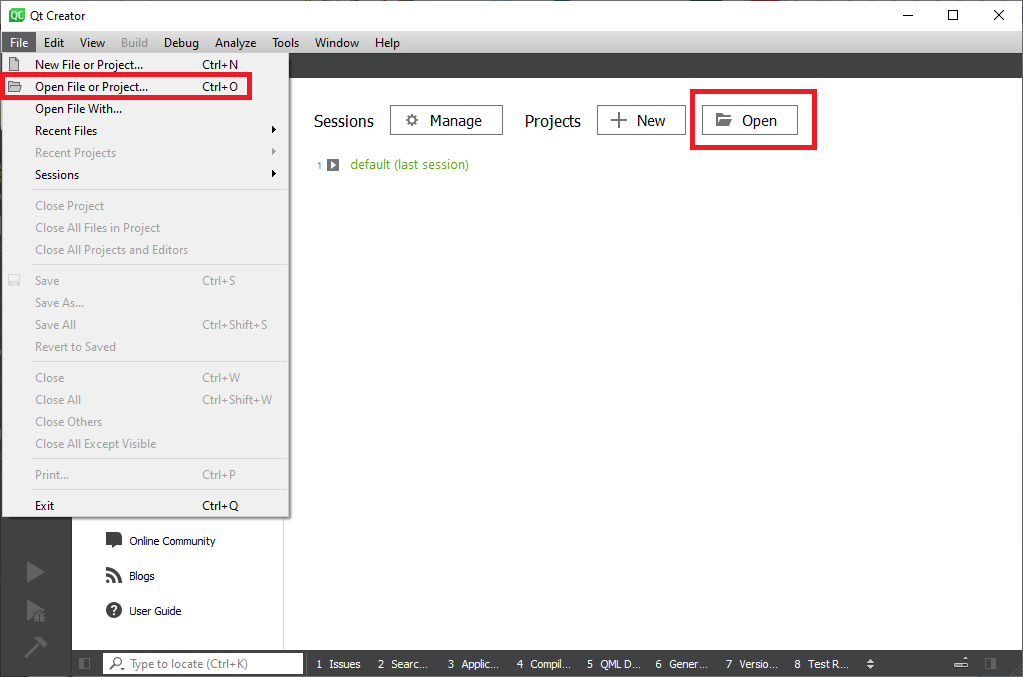 QC Qt Creator
File Edit View Build Debug Analyze Tools Window Help
New File or Project... Ctrl+N
Open File or Project... Ctrl+O
Open File With...
Recent Files
Recent Projects
Sessions
Close Project
Close All Files in Project
Close All Projects and Editors
Save Ctrl+S
Save As...
Save All Ctrl+Shift+S
Revert to Saved
Close Ctrl+W
Close All Ctrl+Shift+W
Close Others
Close All Except Visible
Print... Ctrl+P
Exit Ctrl+Q
Sessions Manage Projects New Open
1 default (last session)
Online Community
Blogs
User Guide
Type to locate (Ctrl+K) 1 Issues 2 Searc... 3 Applic... 4 Compil... 5 QML D... 6 Gener... 7 Versio... 8 Test R...